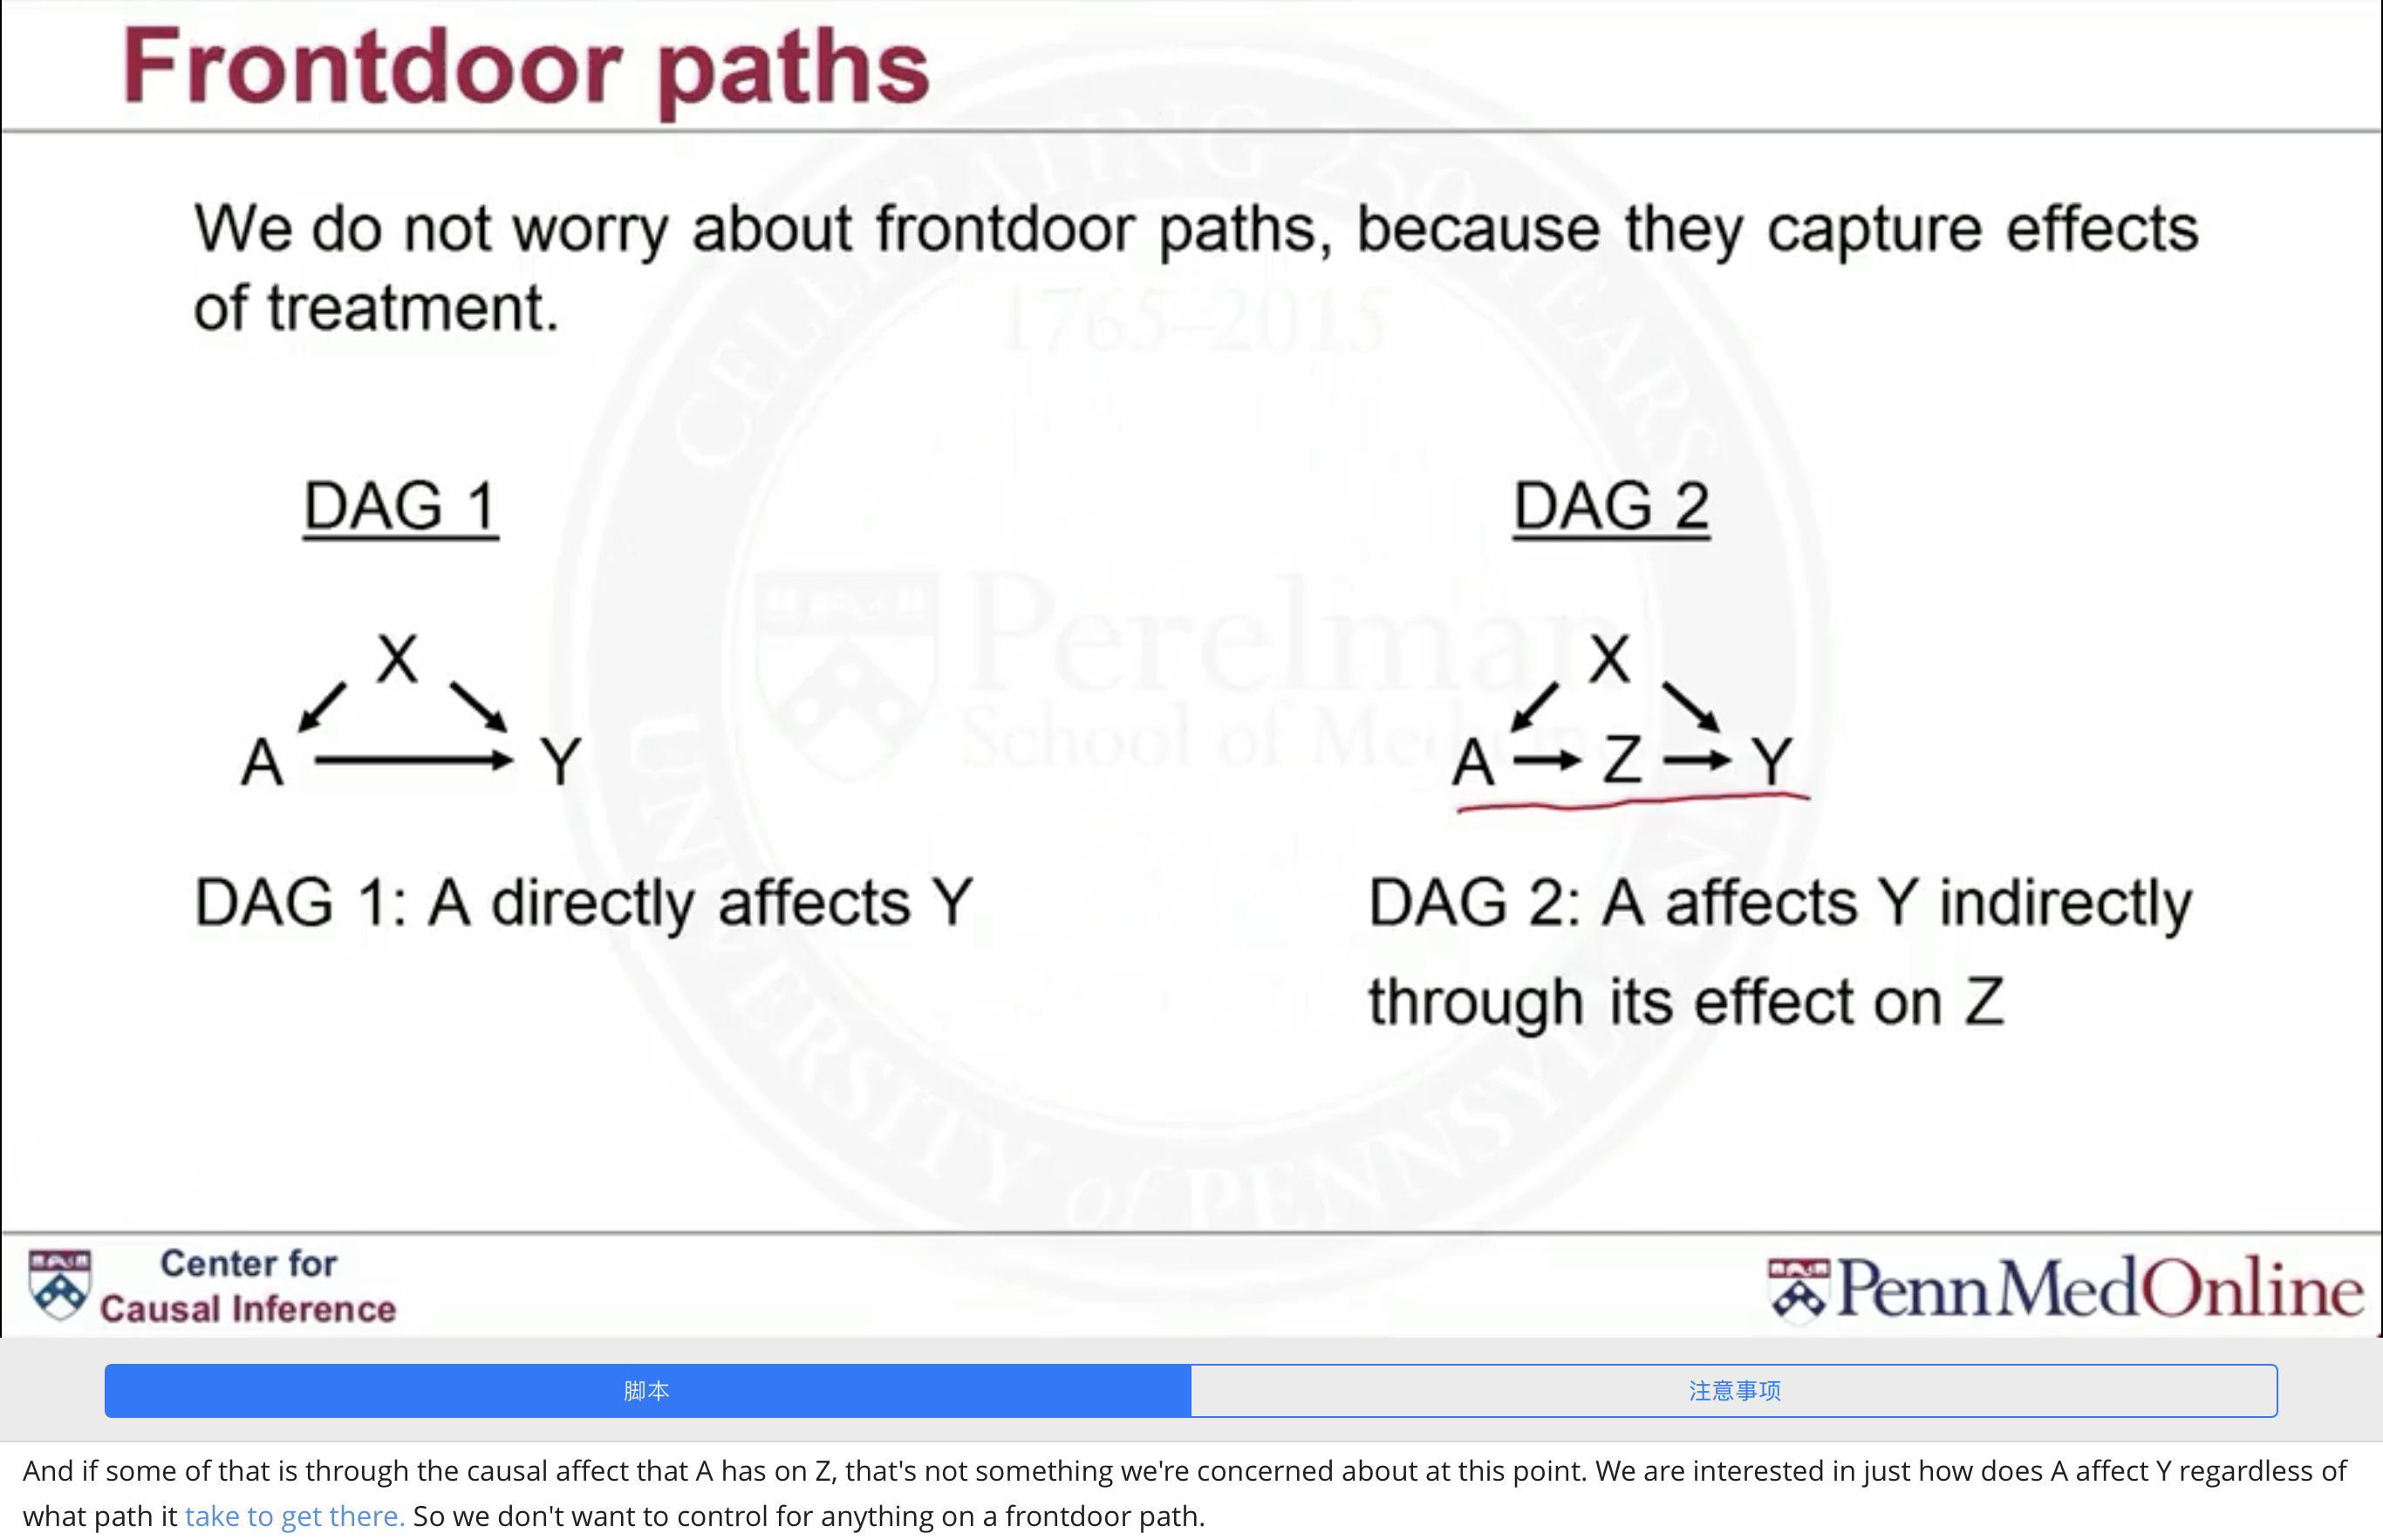 Frontdoor paths
We do not worry about frontdoor paths, because they capture effects
of treatment.
CELEBRATING 250 YEARS
1765–2015
DAG 1
DAG 2
X
A Y
X
A Z Y
Perelman
School of Medicine
UNIVERSITY of PENNSYLVANIA
DAG 1: A directly affects Y
DAG 2: A affects Y indirectly
through its effect on Z
Center for
Causal Inference
PennMedOnline
脚本
注意事项
And if some of that is through the causal affect that A has on Z, that's not something we're concerned about at this point. We are interested in just how does A affect Y regardless of
what path it take to get there. So we don't want to control for anything on a frontdoor path.